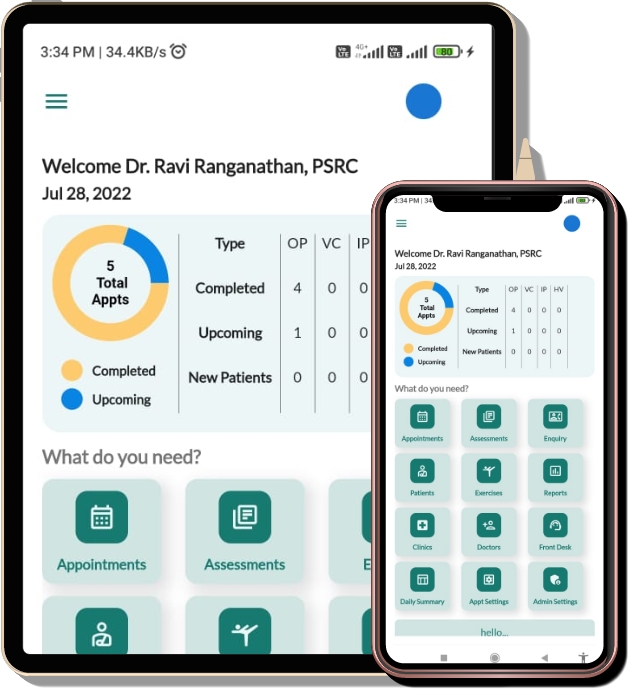 3:34 PM | 34.4KB/s
Vo LTE 4G+ Vo LTE 80
Welcome Dr. Ravi Ranganathan, PSRC
Jul 28, 2022
5
Total
Appts
Completed
Upcoming
Type OP VC IP
Completed 4 0 0
Upcoming 1 0 0
New Patients 0 0 0
What do you need?
Appointments Assessments E
3:34 PM | 34
Welcome Dr. Ravi Ranganathan, PSRC
Jul 28, 2022
5
Total
Appts
Completed
Upcoming
Type OP VC IP HV
Completed 4 0 0 0
Upcoming 1 0 0 0
New Patients 0 0 0 0
What do you need?
Appointments Assessments Enquiry
Patients Exercises Reports
Clinics Doctors Front Desk
Daily Summary Appt Settings Admin Settings
hello...